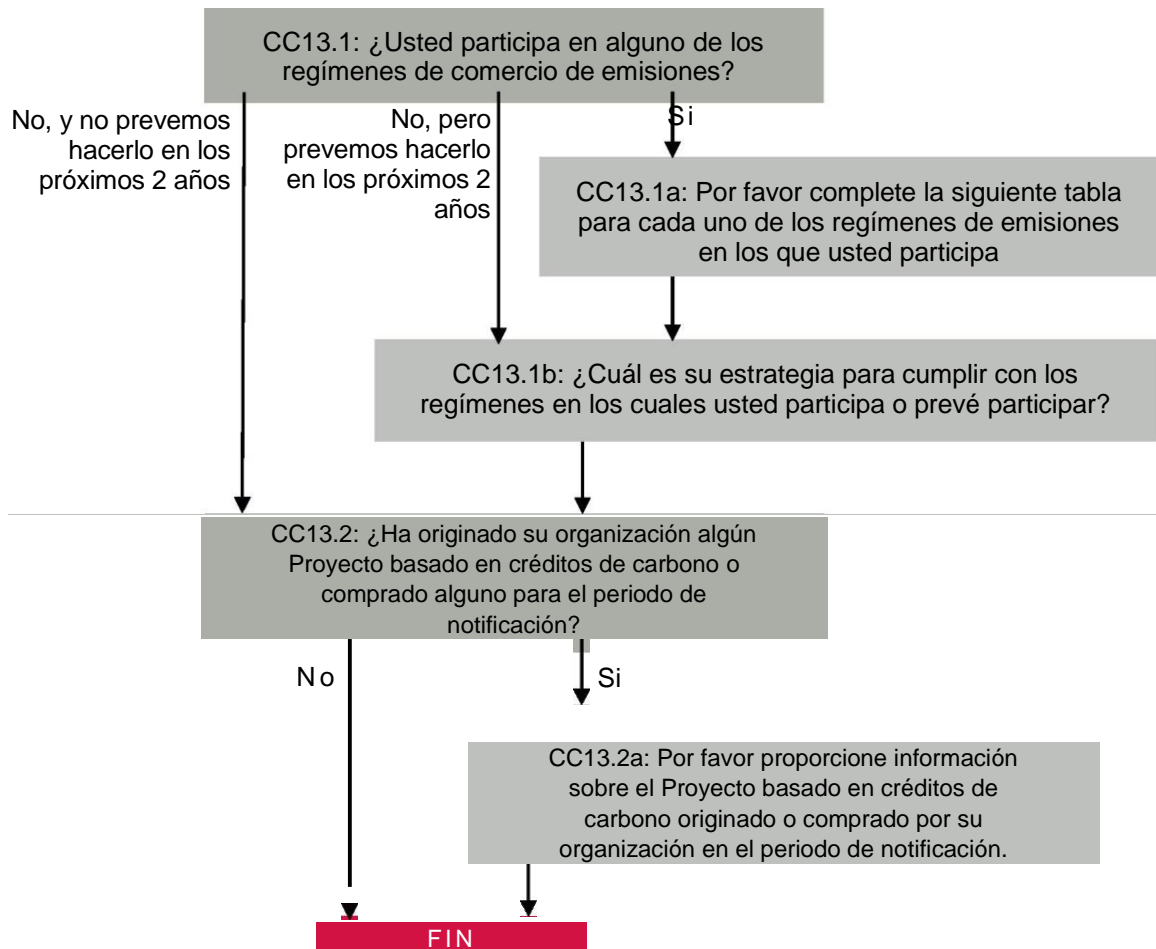 CC13.1: ¿Usted participa en alguno de los
regímenes de comercio de emisiones?
No, y no prevemos
hacerlo en los
próximos 2 años
No, pero
prevemos hacerlo
en los próximos 2
años
Si
CC13.1a: Por favor complete la siguiente tabla
para cada uno de los regímenes de emisiones
en los que usted participa
CC13.1b: ¿Cuál es su estrategia para cumplir con los
regímenes en los cuales usted participa o prevé participar?
CC13.2: ¿Ha originado su organización algún
Proyecto basado en créditos de carbono o
comprado alguno para el periodo de
notificación?
No
Si
CC13.2a: Por favor proporcione información
sobre el Proyecto basado en créditos de
carbono originado o comprado por su
organización en el periodo de notificación.
FIN